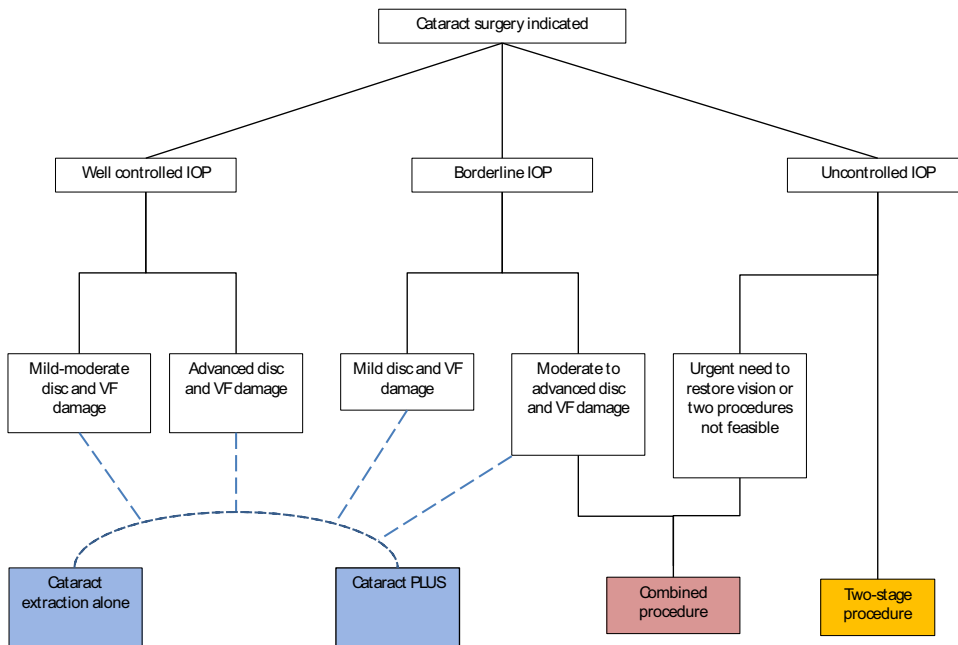 Cataract surgery indicated
Well controlled IOP
Borderline IOP
Uncontrolled IOP
Mild-moderate
disc and VF
damage
Advanced disc
and VF damage
Mild disc and VF
damage
Moderate to
advanced disc
and VF damage
Urgent need to
restore vision or
two procedures
not feasible
Cataract
extraction alone
Cataract PLUS
Combined
procedure
Two-stage
procedure